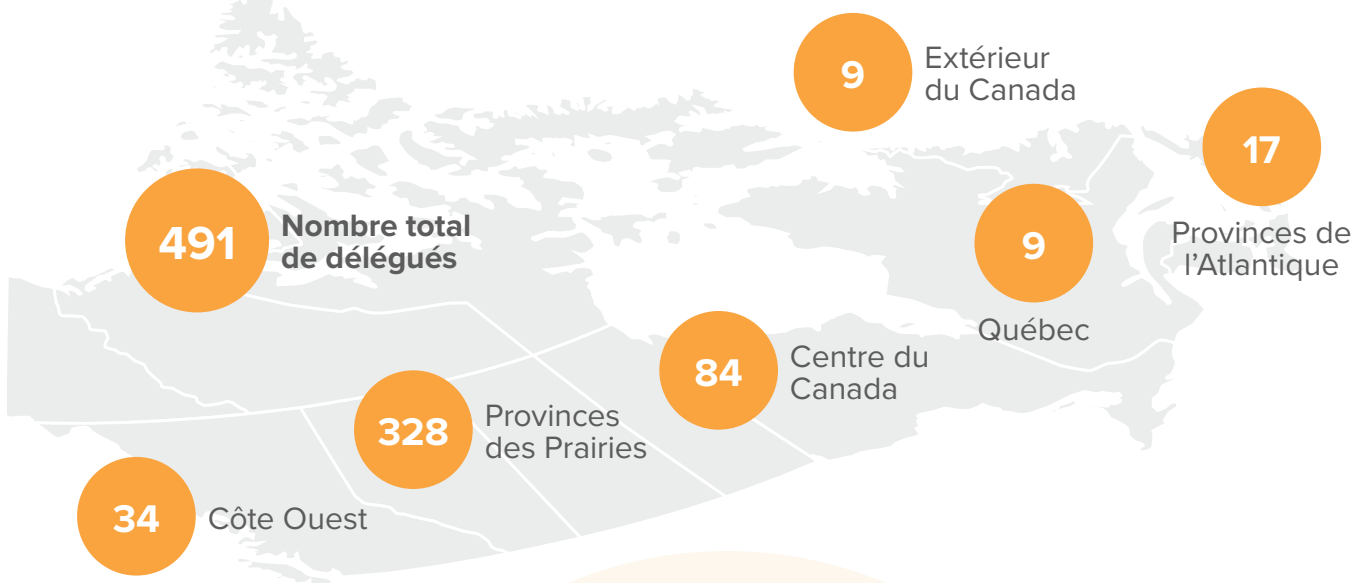 9
Extérieur
du Canada
17
Provinces de
l’Atlantique
491
Nombre total
de délégués
9
Québec
84
Centre du
Canada
328
Provinces
des Prairies
34
Côte Ouest